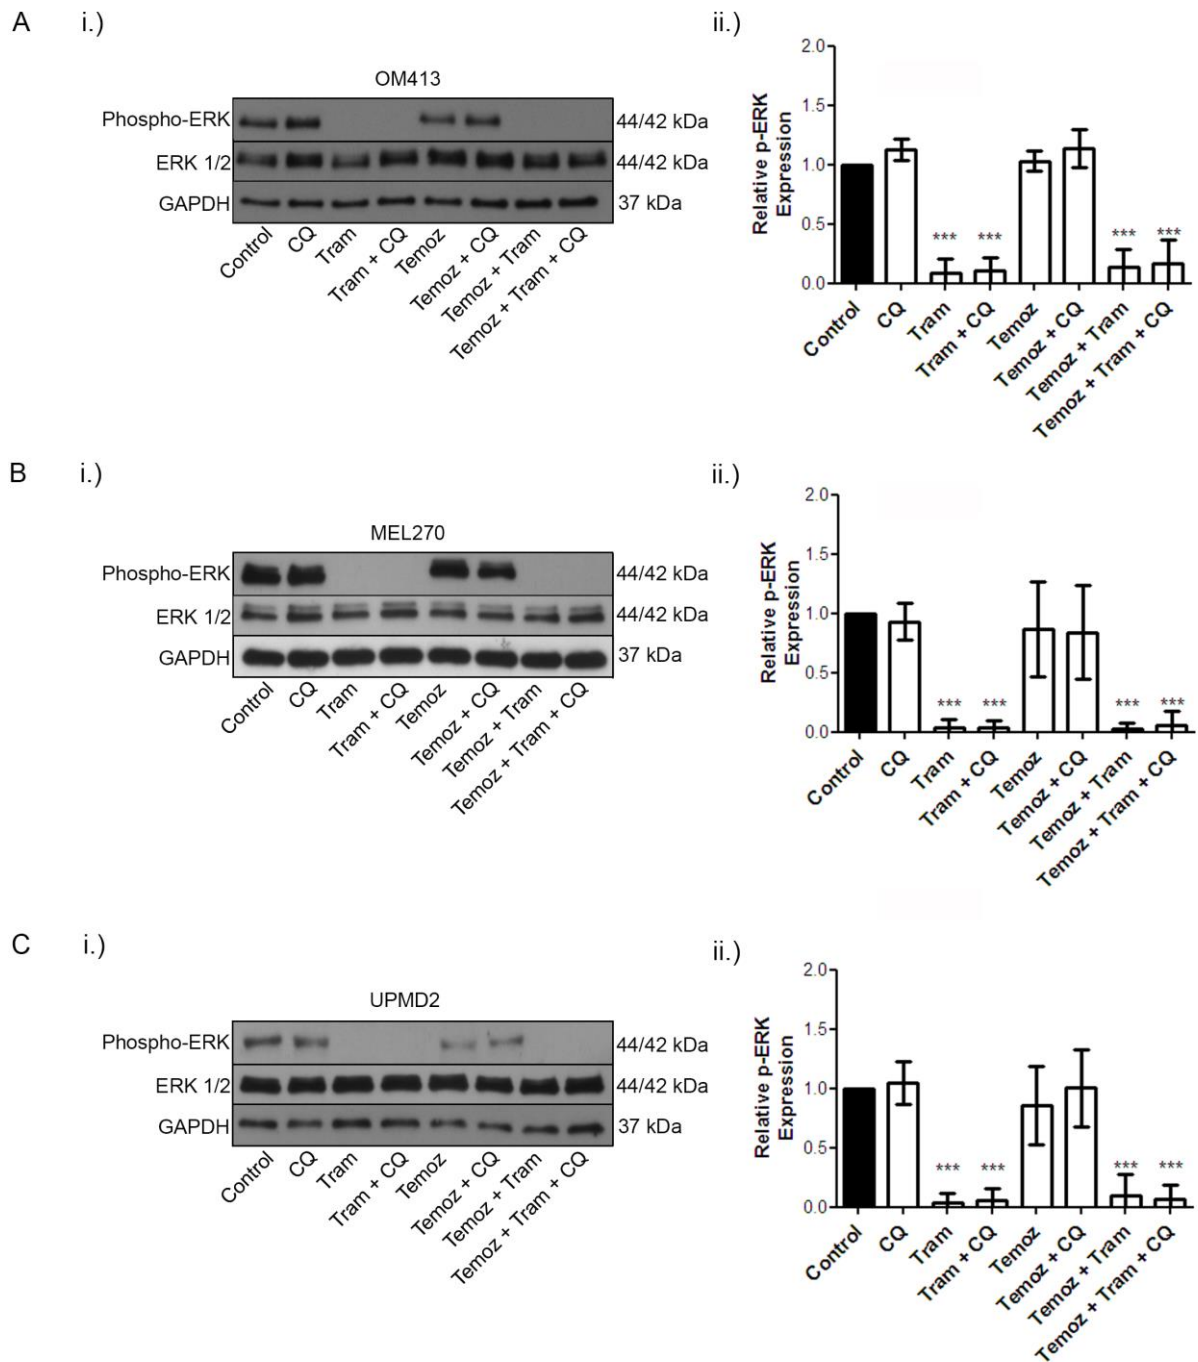 A i.) ii.)
OM413
Phospho-ERK 44/42 kDa
ERK 1/2 44/42 kDa
GAPDH 37 kDa
Control
CQ
Tram
Tram + CQ
Temoz
Temoz + CQ
Temoz + Tram
Temoz + Tram + CQ
Relative p-ERK
Expression
2.0
1.5
1.0
0.5
0.0
*** *** *** ***
Control
CQ
Tram
Tram + CQ
Temoz
Temoz + CQ
Temoz + Tram
Temoz + Tram + CQ
B i.) ii.)
MEL270
Phospho-ERK 44/42 kDa
ERK 1/2 44/42 kDa
GAPDH 37 kDa
Control
CQ
Tram
Tram + CQ
Temoz
Temoz + CQ
Temoz + Tram
Temoz + Tram + CQ
Relative p-ERK
Expression
2.0
1.5
1.0
0.5
0.0
*** *** *** ***
Control
CQ
Tram
Tram + CQ
Temoz
Temoz + CQ
Temoz + Tram
Temoz + Tram + CQ
C i.) ii.)
UPMD2
Phospho-ERK 44/42 kDa
ERK 1/2 44/42 kDa
GAPDH 37 kDa
Control
CQ
Tram
Tram + CQ
Temoz
Temoz + CQ
Temoz + Tram
Temoz + Tram + CQ
Relative p-ERK
Expression
2.0
1.5
1.0
0.5
0.0
*** *** *** ***
Control
CQ
Tram
Tram + CQ
Temoz
Temoz + CQ
Temoz + Tram
Temoz + Tram + CQ